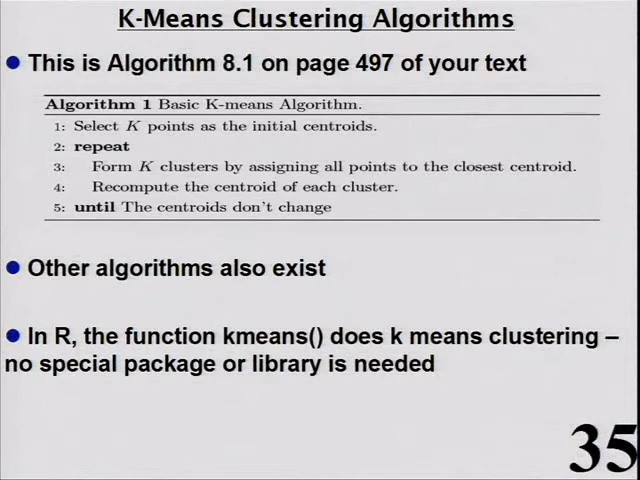 K-Means Clustering Algorithms
● This is Algorithm 8.1 on page 497 of your text
Algorithm 1 Basic K-means Algorithm.
1: Select K points as the initial centroids.
2: repeat
3: Form K clusters by assigning all points to the closest centroid.
4: Recompute the centroid of each cluster.
5: until The centroids don't change
● Other algorithms also exist
● In R, the function kmeans() does k means clustering –
no special package or library is needed
35